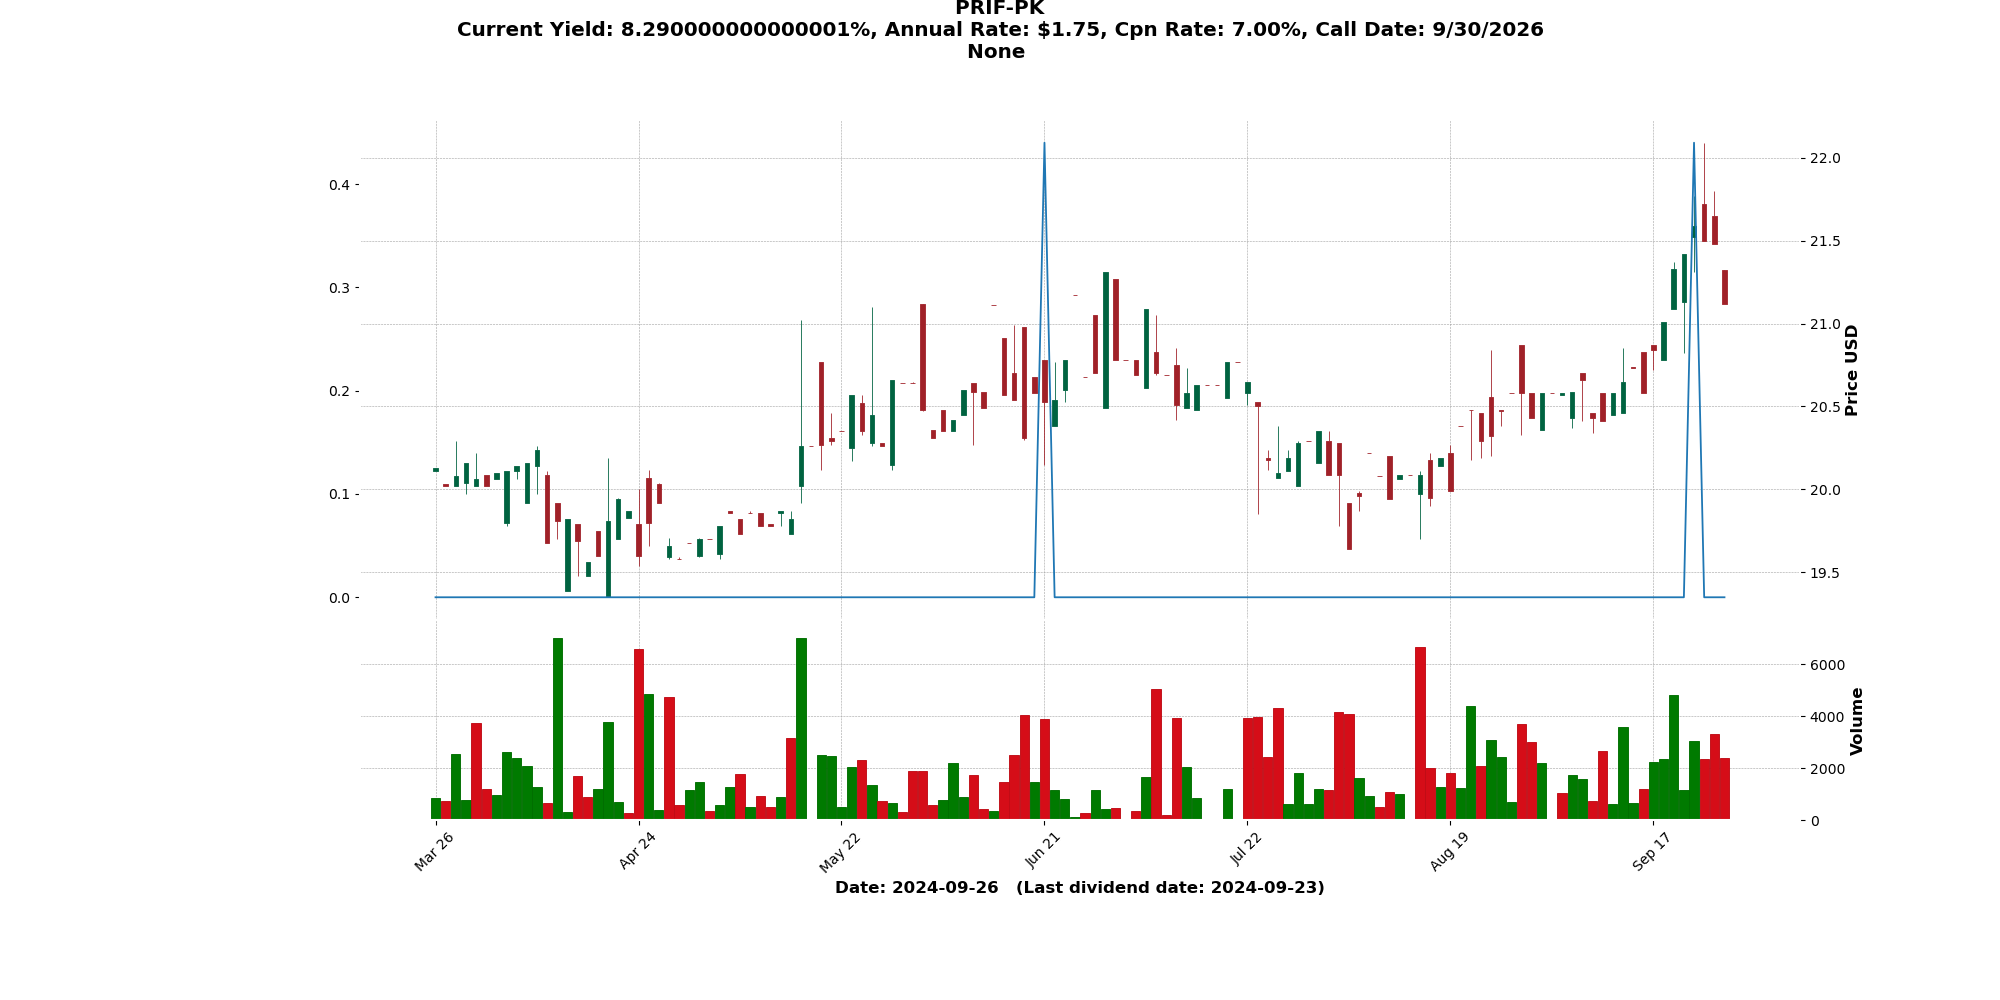 PRIF-PK
Current Yield: 8.290000000000001%, Annual Rate: $1.75, Cpn Rate: 7.00%, Call Date: 9/30/2026
None
0.4
0.3
0.2
0.1
0.0
22.0
21.5
21.0
20.5
20.0
19.5
Price USD
6000
4000
2000
0
Volume
Mar 26
Apr 24
May 22
Jun 21
Jul 22
Aug 19
Sep 17
Date: 2024-09-26 (Last dividend date: 2024-09-23)